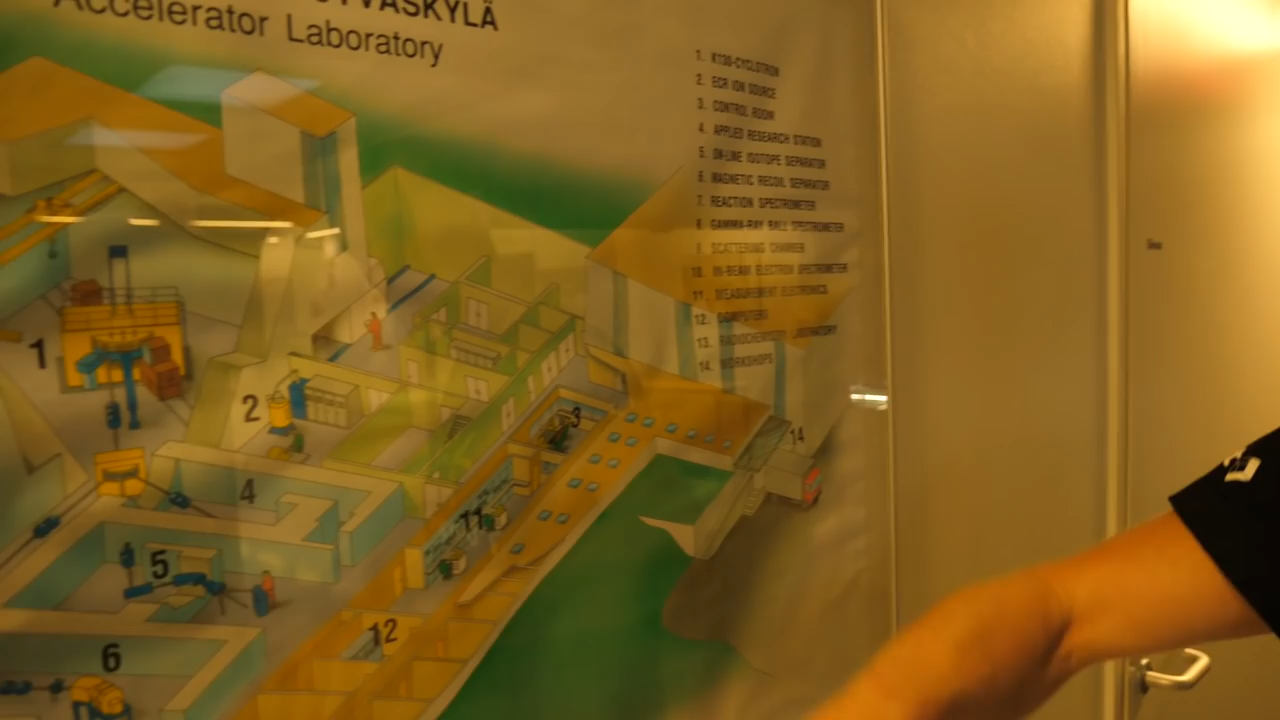 JYVÄSKYLÄ
Accelerator Laboratory
1. K130-CYCLOTRON
2. ECR ION SOURCE
3. CONTROL ROOM
4. APPLIED RESEARCH STATION
5. ON-LINE ISOTOPE SEPARATOR
6. MAGNETIC RECOIL SEPARATOR
7. REACTION SPECTROMETER
8. GAMMA-RAY BALL SPECTROMETER
9. SCATTERING CHAMBER
10. IN-BEAM ELECTRON SPECTROMETER
11. MEASUREMENT ELECTRONICS
12. COMPUTERS
13. RADIOCHEMISTRY LABORATORY
14. WORKSHOPS
1
2
3
14
4
11
5
12
6